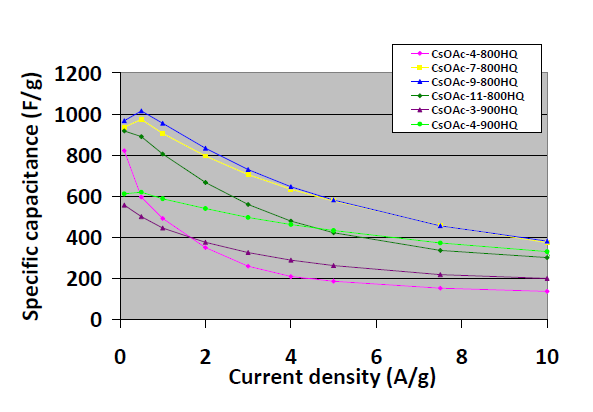 CsOAc-4-800HQ
CsOAc-7-800HQ
CsOAc-9-800HQ
CsOAc-11-800HQ
CsOAc-3-900HQ
CsOAc-4-900HQ
1200
1000
800
600
400
200
0
Specific capacitance (F/g)
0 2 4 6 8 10
Current density (A/g)